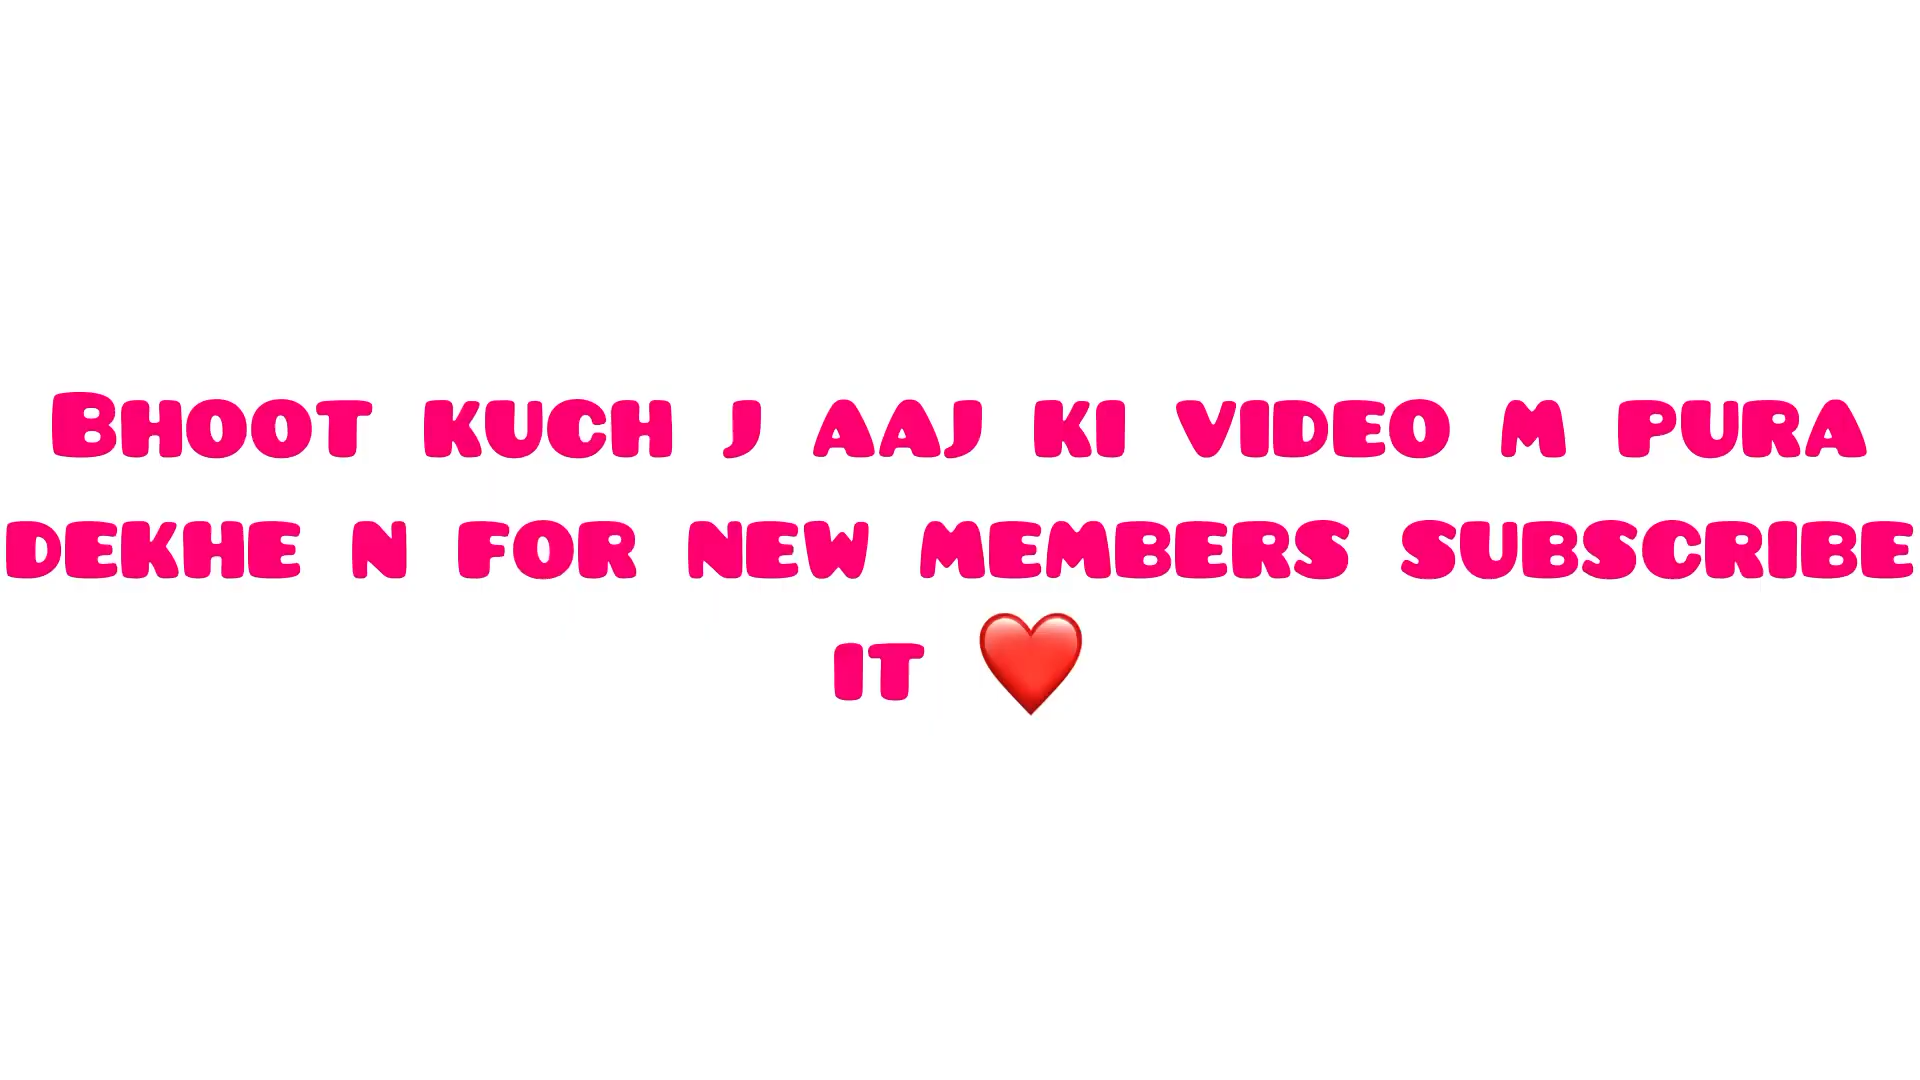 Bhoot kuch j aaj ki video m pura
dekhe n for new members subscribe
it ❤️